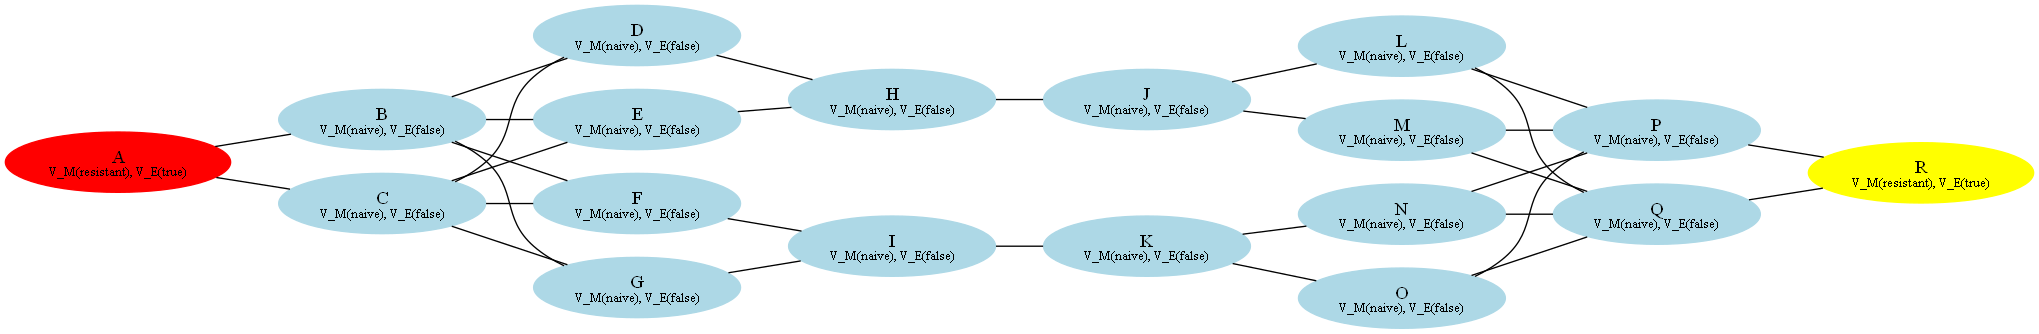 A
V_M(resistant), V_E(true)
B
V_M(naive), V_E(false)
C
V_M(naive), V_E(false)
D
V_M(naive), V_E(false)
E
V_M(naive), V_E(false)
F
V_M(naive), V_E(false)
G
V_M(naive), V_E(false)
H
V_M(naive), V_E(false)
I
V_M(naive), V_E(false)
J
V_M(naive), V_E(false)
K
V_M(naive), V_E(false)
L
V_M(naive), V_E(false)
M
V_M(naive), V_E(false)
N
V_M(naive), V_E(false)
O
V_M(naive), V_E(false)
P
V_M(naive), V_E(false)
Q
V_M(naive), V_E(false)
R
V_M(resistant), V_E(true)